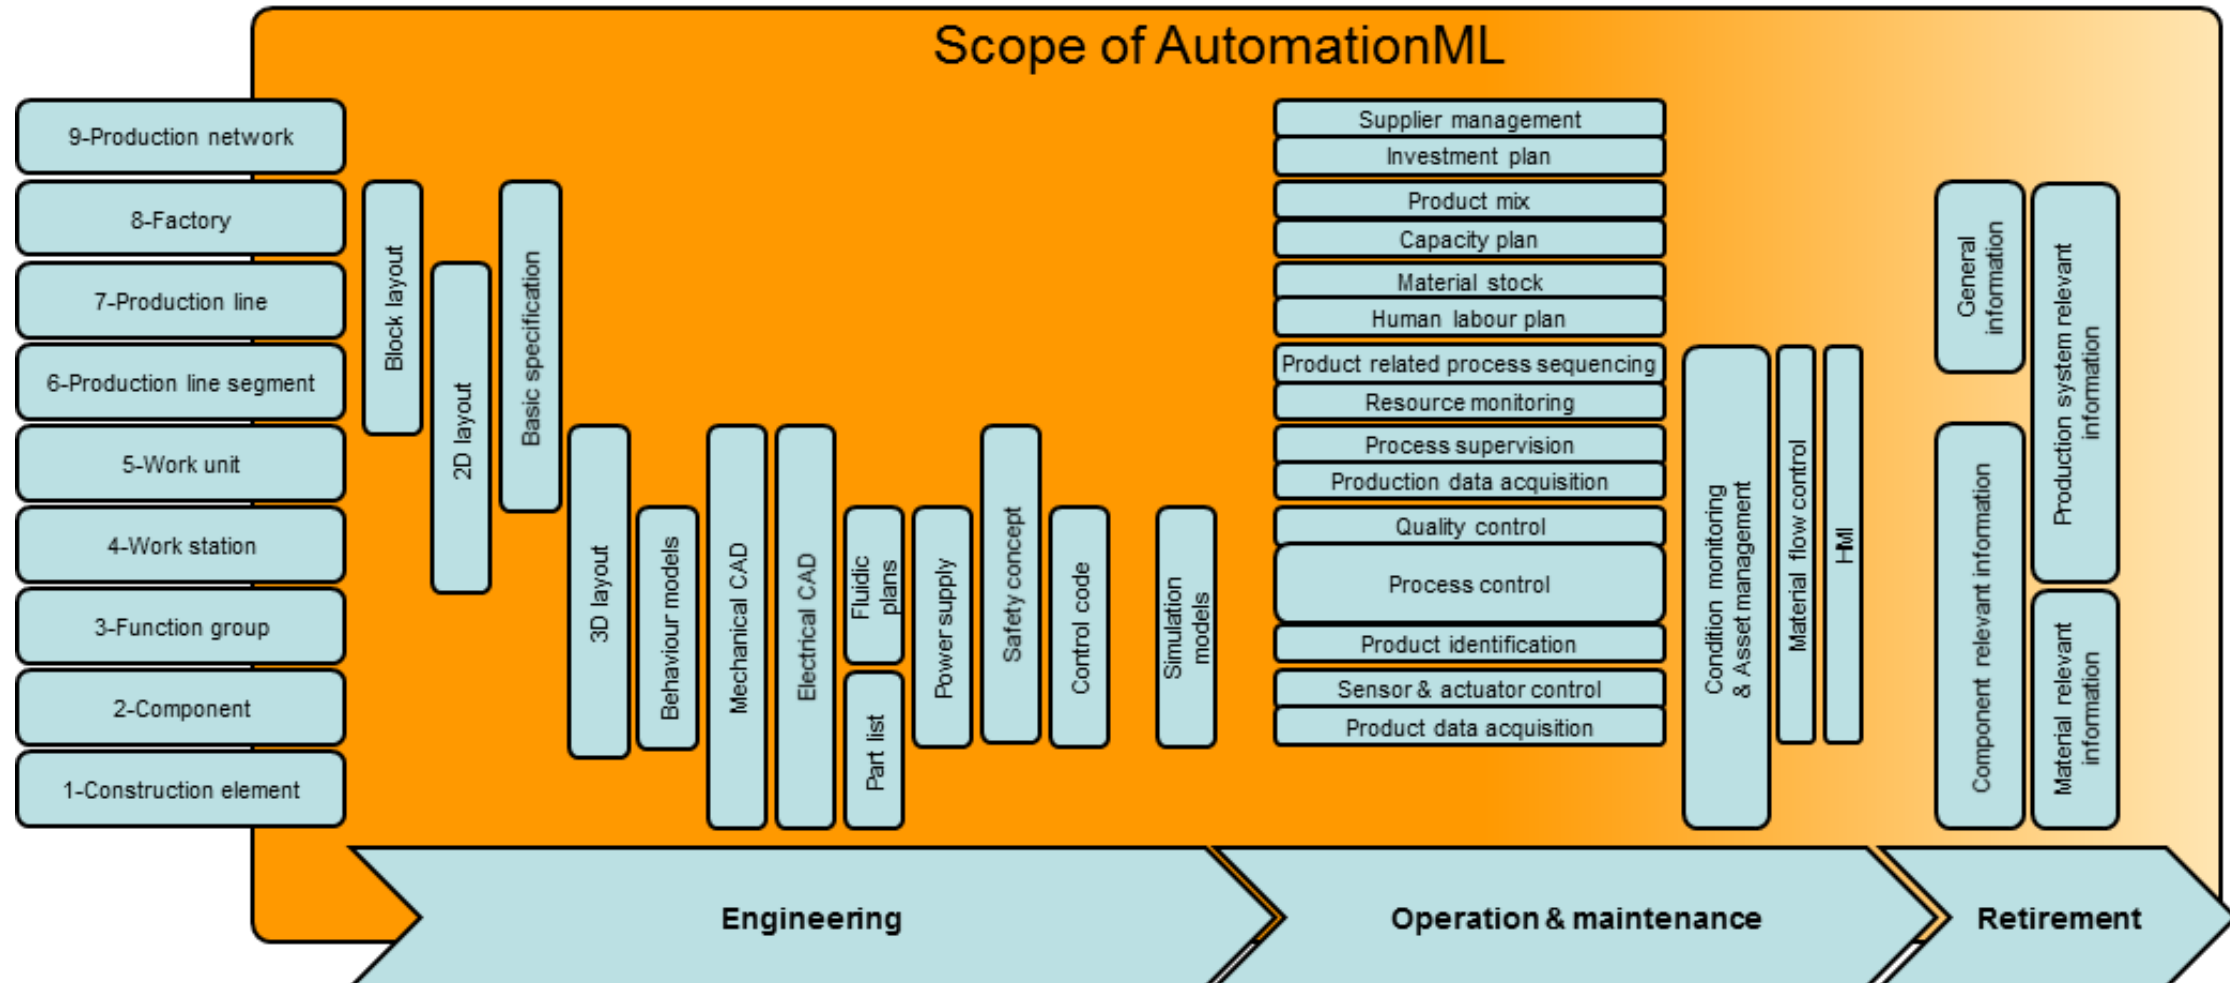 Scope of AutomationML
9-Production network
8-Factory
7-Production line
6-Production line segment
5-Work unit
4-Work station
3-Function group
2-Component
1-Construction element
Block layout
2D layout
Basic specification
3D layout
Behaviour models
Mechanical CAD
Electrical CAD
Fluidic
plans
Part list
Power supply
Safety concept
Control code
Simulation
models
Supplier management
Investment plan
Product mix
Capacity plan
Material stock
Human labour plan
Product related process sequencing
Resource monitoring
Process supervision
Production data acquisition
Quality control
Process control
Product identification
Sensor & actuator control
Product data acquisition
Condition monitoring
& Asset management
Material flow control
HMI
General
information
Component relevant information
Production system relevant
information
Material relevant
information
Engineering
Operation & maintenance
Retirement